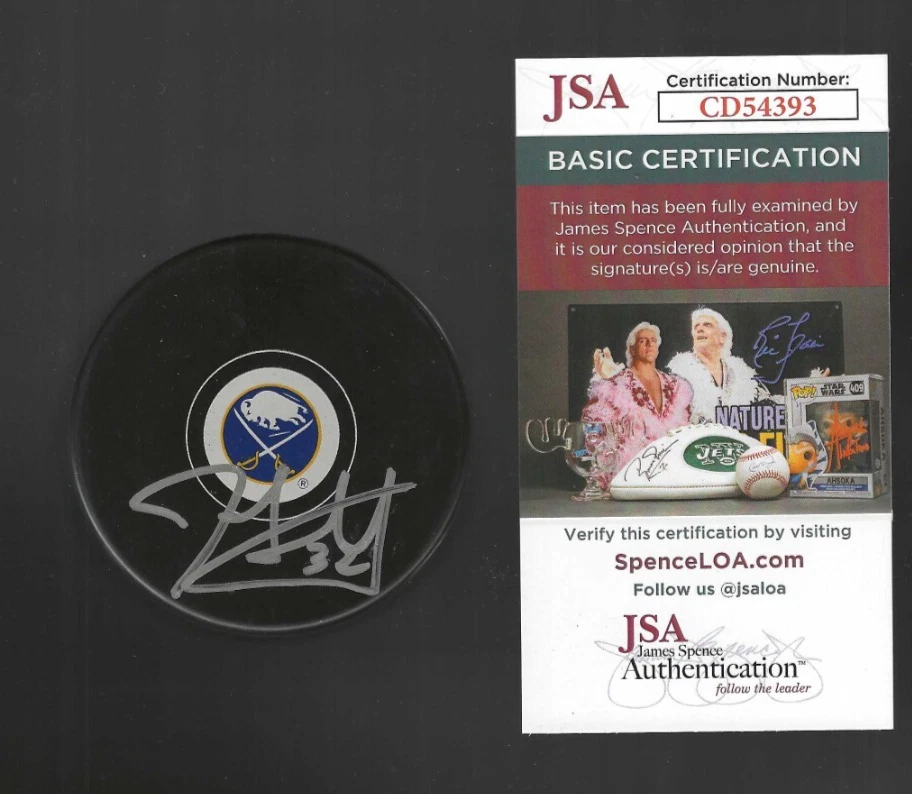 ®
32
JSA
Certification Number:
CD54393
BASIC CERTIFICATION
This item has been fully examined by
James Spence Authentication, and
it is our considered opinion that the
signature(s) is/are genuine.
NATURE
JETS
POP!
STAR
WARS
409
AHSOKA
Verify this certification by visiting
SpenceLOA.com
Follow us @jsaloa
JSA
James Spence
Authentication™
follow the leader